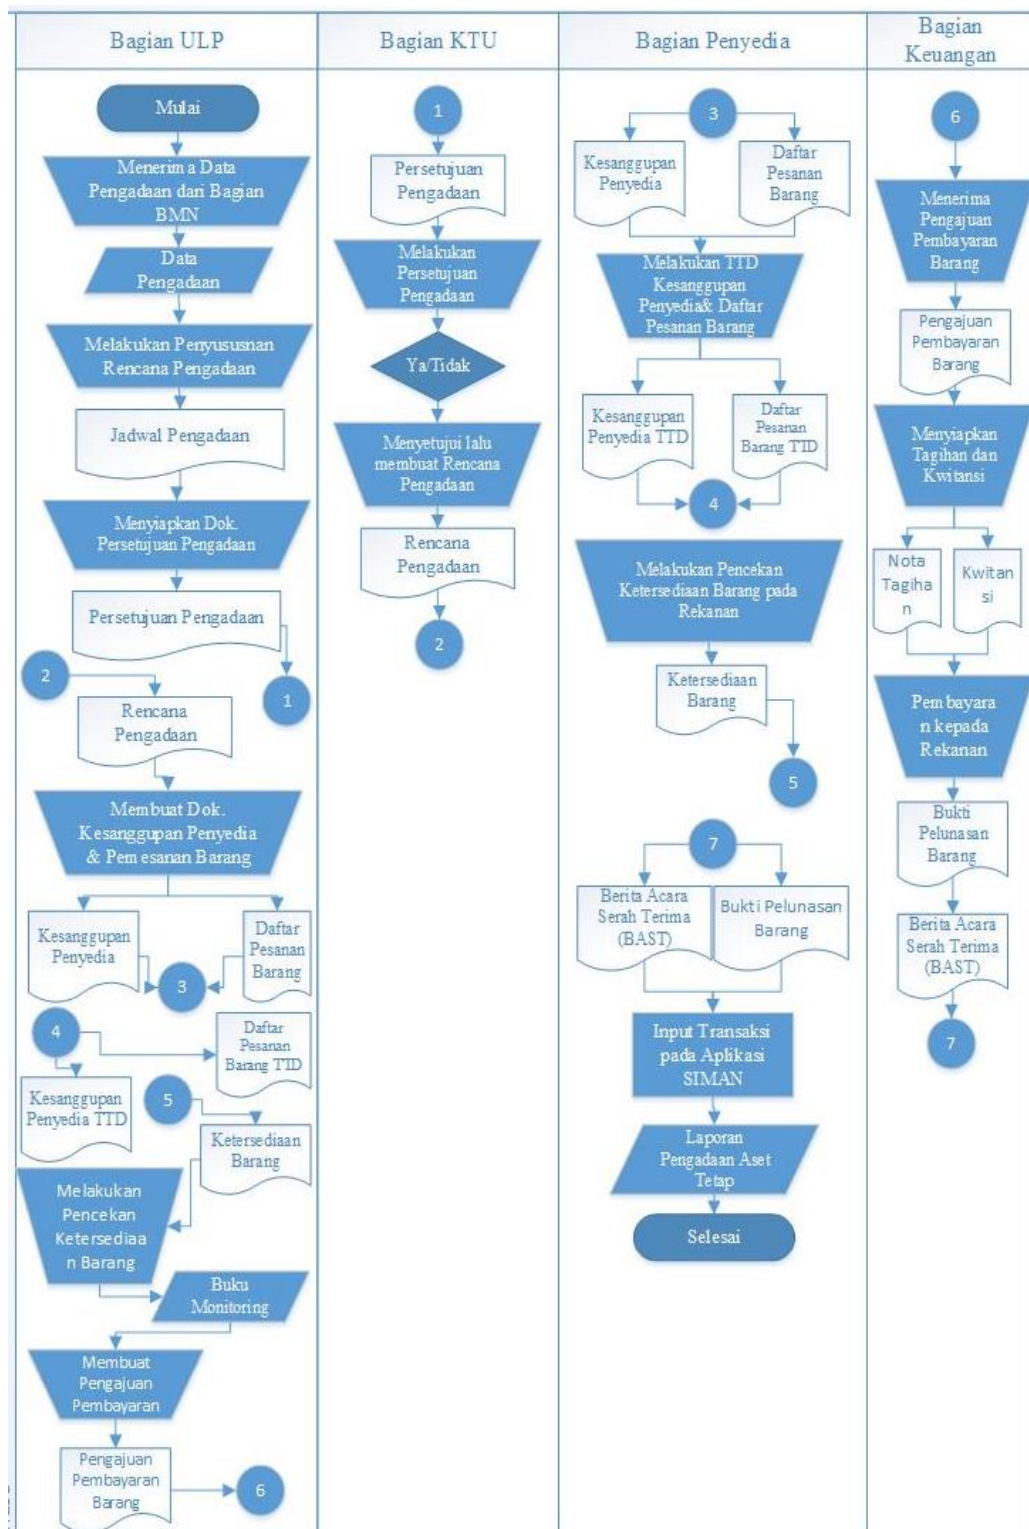 Bagian ULP
Bagian KTU
Bagian Penyedia
Bagian
Keuangan
Mulai
Menerima Data
Pengadaan dari Bagian
BMN
Data
Pengadaan
Melakukan Penyususnan
Rencana Pengadaan
Jadwal Pengadaan
Menyiapkan Dok.
Persetujuan Pengadaan
Persetujuan Pengadaan
1
2
Rencana
Pengadaan
Membuat Dok.
Kesanggupan Penyedia
& Pemesanan Barang
Kesanggupan
Penyedia
Daftar
Pesanan
Barang
3
4
Daftar
Pesanan
Barang TTD
Kesanggupan
Penyedia TTD
5
Ketersediaan
Barang
Melakukan
Pencekan
Ketersediaa
n Barang
Buku
Monitoring
Membuat
Pengajuan
Pembayaran
Pengajuan
Pembayaran
Barang
6
1
Persetujuan
Pengadaan
Melakukan
Persetujuan
Pengadaan
Ya/Tidak
Menyetujui lalu
membuat Rencana
Pengadaan
Rencana
Pengadaan
2
3
Kesanggupan
Penyedia
Daftar
Pesanan
Barang
Melakukan TTD
Kesanggupan
Penyedia& Daftar
Pesanan Barang
Kesanggupan
Penyedia TTD
Daftar
Pesanan
Barang TTD
4
Melakukan Pencekan
Ketersediaan Barang pada
Rekanan
Ketersediaan
Barang
5
7
Berita Acara
Serah Terima
(BAST)
Bukti Pelunasan
Barang
Input Transaksi
pada Aplikasi
SIMAN
Laporan
Pengadaan Aset
Tetap
Selesai
6
Menerima
Pengajuan
Pembayaran
Barang
Pengajuan
Pembayaran
Barang
Menyiapkan
Tagihan dan
Kwitansi
Nota
Tagiha
n
Kwitan
si
Pembayara
n kepada
Rekanan
Bukti
Pelunasan
Barang
Berita Acara
Serah Terima
(BAST)
7